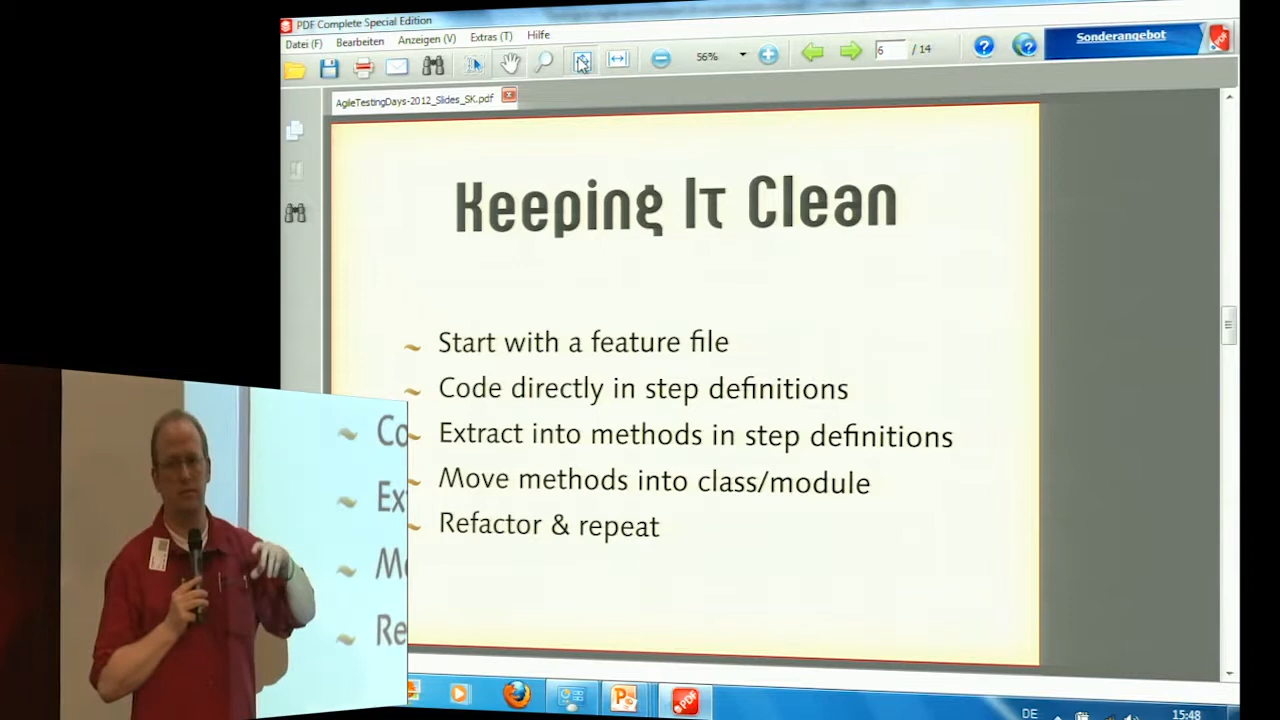 PDF Complete Special Edition
Datei (F) Bearbeiten Anzeigen (V) Extras (T) Hilfe
56% 6 / 14 Sonderangebot
AgileTestingDays-2012_Slides_SK.pdf
Keeping It Clean
~ Start with a feature file
~ Code directly in step definitions
~ Extract into methods in step definitions
~ Move methods into class/module
~ Refactor & repeat
~ Co
~ Ex
~ Mo
~ Re
DE 15:48